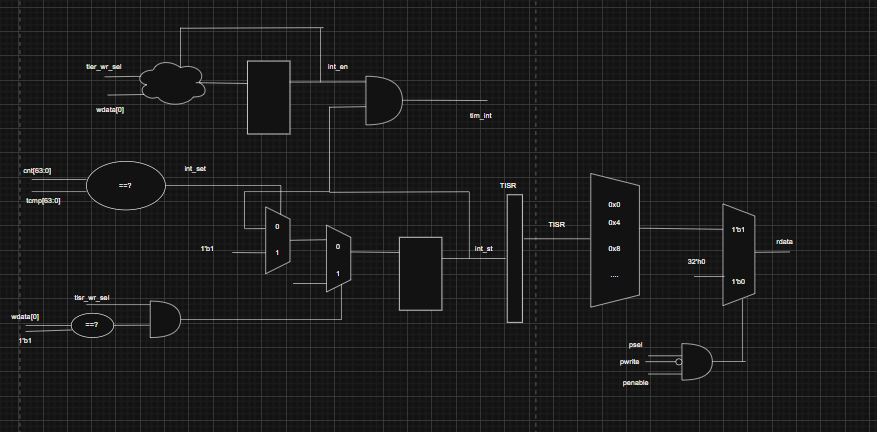 tier_wr_sel
int_en
wdata[0]
tim_int
cnt[63:0]
int_set
==?
TISR
tcmp[63:0]
0x0
0x4
TISR
0
1'b1
0x8
rdata
1'b1
1
0
int_st
32'h0
1
....
1'b0
tisr_wr_sel
wdata[0]
==?
1'b1
psel
pwrite
penable